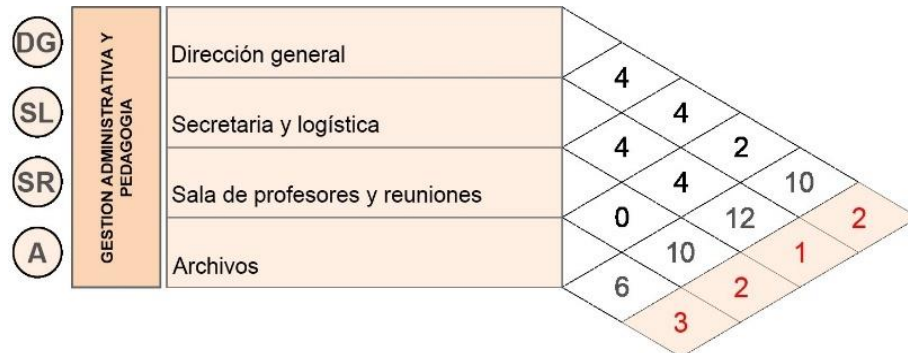 DG
SL
SR
A
GESTION ADMINISTRATIVA Y
PEDAGOGIA
Dirección general
Secretaria y logística
Sala de profesores y reuniones
Archivos
4
4
4
2
4
10
0
12
2
10
1
6
2
3